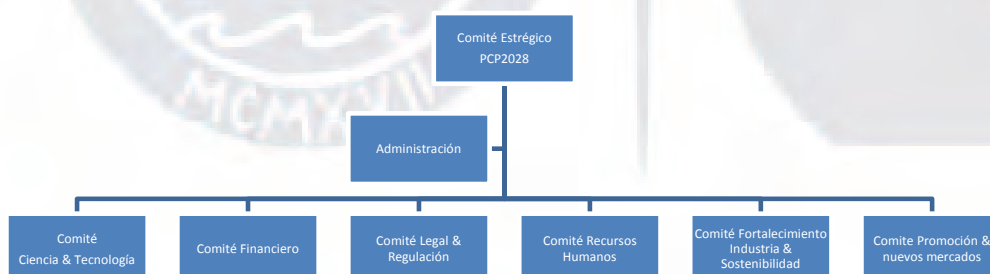 Comité Estrégico
PCP2028
Administración
Comité
Ciencia & Tecnología
Comité Financiero
Comité Legal &
Regulación
Comité Recursos
Humanos
Comité Fortalecimiento
Industria &
Sostenibilidad
Comite Promoción &
nuevos mercados
MCMXVII